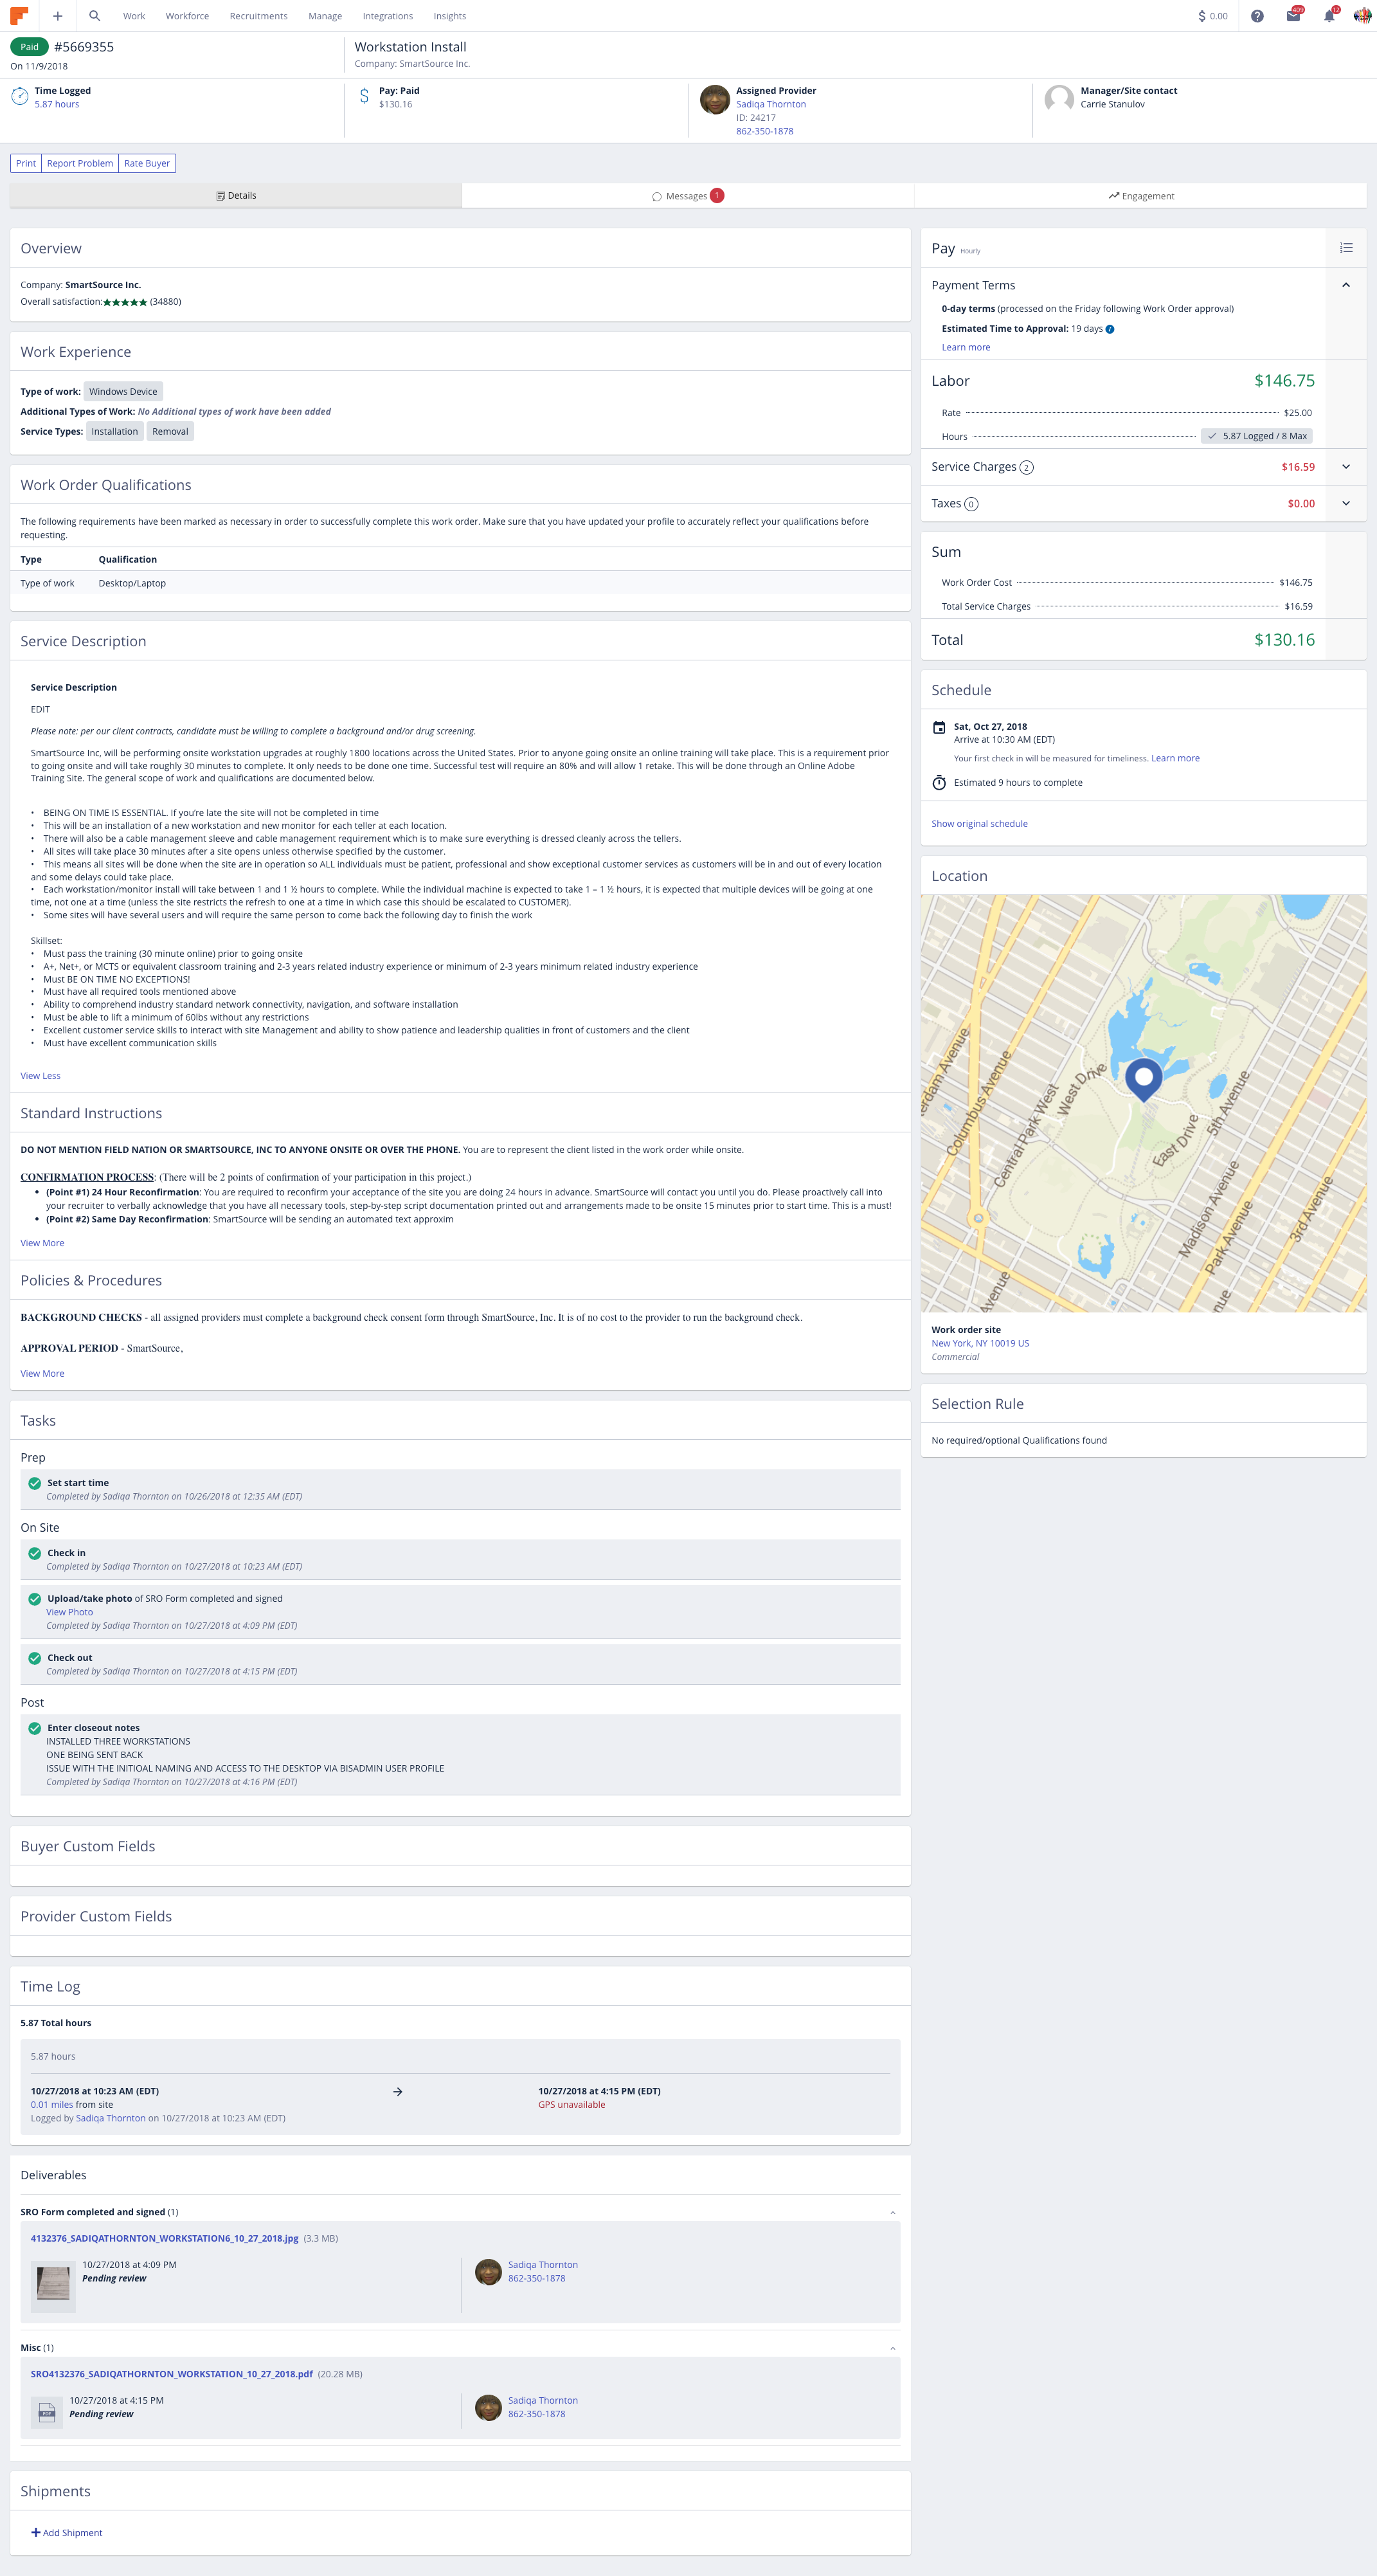 Work Workforce Recruitments Manage Integrations Insights
$ 0.00
409
12
Paid #5669355
On 11/9/2018
Workstation Install
Company: SmartSource Inc.
Time Logged
5.87 hours
Pay: Paid
$130.16
Assigned Provider
Sadiqa Thornton
ID: 24217
862-350-1878
Manager/Site contact
Carrie Stanulov
Print Report Problem Rate Buyer
Details
Messages 1
Engagement
Overview
Company: SmartSource Inc.
Overall satisfaction:★★★★★ (34880)
Work Experience
Type of work: Windows Device
Additional Types of Work: No Additional types of work have been added
Service Types: Installation Removal
Work Order Qualifications
The following requirements have been marked as necessary in order to successfully complete this work order. Make sure that you have updated your profile to accurately reflect your qualifications before
requesting.
Type Qualification
Type of work Desktop/Laptop
Service Description
Service Description
EDIT
Please note: per our client contracts, candidate must be willing to complete a background and/or drug screening.
SmartSource Inc, will be performing onsite workstation upgrades at roughly 1800 locations across the United States. Prior to anyone going onsite an online training will take place. This is a requirement prior
to going onsite and will take roughly 30 minutes to complete. It only needs to be done one time. Successful test will require an 80% and will allow 1 retake. This will be done through an Online Adobe
Training Site. The general scope of work and qualifications are documented below.
• BEING ON TIME IS ESSENTIAL. If you're late the site will not be completed in time
• This will be an installation of a new workstation and new monitor for each teller at each location.
• There will also be a cable management sleeve and cable management requirement which is to make sure everything is dressed cleanly across the tellers.
• All sites will take place 30 minutes after a site opens unless otherwise specified by the customer.
• This means all sites will be done when the site are in operation so ALL individuals must be patient, professional and show exceptional customer services as customers will be in and out of every location
and some delays could take place.
• Each workstation/monitor install will take between 1 and 1 ½ hours to complete. While the individual machine is expected to take 1 – 1 ½ hours, it is expected that multiple devices will be going at one
time, not one at a time (unless the site restricts the refresh to one at a time in which case this should be escalated to CUSTOMER).
• Some sites will have several users and will require the same person to come back the following day to finish the work
Skillset:
• Must pass the training (30 minute online) prior to going onsite
• A+, Net+, or MCTS or equivalent classroom training and 2-3 years related industry experience or minimum of 2-3 years minimum related industry experience
• Must BE ON TIME NO EXCEPTIONS!
• Must have all required tools mentioned above
• Ability to comprehend industry standard network connectivity, navigation, and software installation
• Must be able to lift a minimum of 60lbs without any restrictions
• Excellent customer service skills to interact with site Management and ability to show patience and leadership qualities in front of customers and the client
• Must have excellent communication skills
View Less
Standard Instructions
DO NOT MENTION FIELD NATION OR SMARTSOURCE, INC TO ANYONE ONSITE OR OVER THE PHONE. You are to represent the client listed in the work order while onsite.
CONFIRMATION PROCESS: (There will be 2 points of confirmation of your participation in this project.)
• (Point #1) 24 Hour Reconfirmation: You are required to reconfirm your acceptance of the site you are doing 24 hours in advance. SmartSource will contact you until you do. Please proactively call into
your recruiter to verbally acknowledge that you have all necessary tools, step-by-step script documentation printed out and arrangements made to be onsite 15 minutes prior to start time. This is a must!
• (Point #2) Same Day Reconfirmation: SmartSource will be sending an automated text approxim
View More
Policies & Procedures
BACKGROUND CHECKS - all assigned providers must complete a background check consent form through SmartSource, Inc. It is of no cost to the provider to run the background check.
APPROVAL PERIOD - SmartSource,
View More
Tasks
Prep
Set start time
Completed by Sadiqa Thornton on 10/26/2018 at 12:35 AM (EDT)
On Site
Check in
Completed by Sadiqa Thornton on 10/27/2018 at 10:23 AM (EDT)
Upload/take photo of SRO Form completed and signed
View Photo
Completed by Sadiqa Thornton on 10/27/2018 at 4:09 PM (EDT)
Check out
Completed by Sadiqa Thornton on 10/27/2018 at 4:15 PM (EDT)
Post
Enter closeout notes
INSTALLED THREE WORKSTATIONS
ONE BEING SENT BACK
ISSUE WITH THE INITIOAL NAMING AND ACCESS TO THE DESKTOP VIA BISADMIN USER PROFILE
Completed by Sadiqa Thornton on 10/27/2018 at 4:16 PM (EDT)
Buyer Custom Fields
Provider Custom Fields
Time Log
5.87 Total hours
5.87 hours
10/27/2018 at 10:23 AM (EDT)
0.01 miles from site
Logged by Sadiqa Thornton on 10/27/2018 at 10:23 AM (EDT)
10/27/2018 at 4:15 PM (EDT)
GPS unavailable
Deliverables
SRO Form completed and signed (1)
4132376_SADIQATHORNTON_WORKSTATION6_10_27_2018.jpg (3.3 MB)
10/27/2018 at 4:09 PM
Pending review
Sadiqa Thornton
862-350-1878
Misc (1)
SRO4132376_SADIQATHORNTON_WORKSTATION_10_27_2018.pdf (20.28 MB)
PDF
10/27/2018 at 4:15 PM
Pending review
Sadiqa Thornton
862-350-1878
Shipments
Add Shipment
Pay Hourly
Payment Terms
0-day terms (processed on the Friday following Work Order approval)
Estimated Time to Approval: 19 days
Learn more
Labor $146.75
Rate $25.00
Hours 5.87 Logged / 8 Max
Service Charges 2 $16.59
Taxes 0 $0.00
Sum
Work Order Cost $146.75
Total Service Charges $16.59
Total $130.16
Schedule
Sat, Oct 27, 2018
Arrive at 10:30 AM (EDT)
Your first check in will be measured for timeliness. Learn more
Estimated 9 hours to complete
Show original schedule
Location
erdam Avenue
Columbus Avenue
Central Park West
West Drive
East Drive
5th Avenue
Madison Avenue
Park Avenue
3rd Avenue
Avenue
nue
Work order site
New York, NY 10019 US
Commercial
Selection Rule
No required/optional Qualifications found